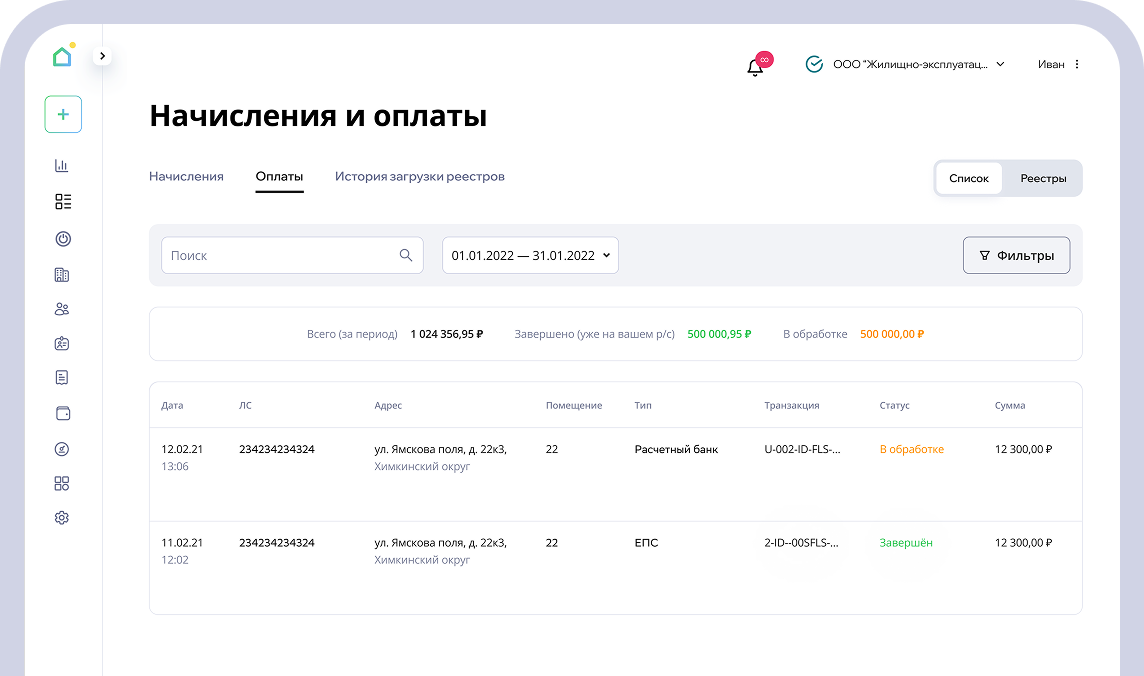 ∞
ООО "Жилищно-эксплуатац...
Иван
Начисления и оплаты
Начисления
Оплаты
История загрузки реестров
Список
Реестры
Поиск
01.01.2022 — 31.01.2022
Фильтры
Всего (за период) 1 024 356,95 ₽ Завершено (уже на вашем р/с) 500 000,95 ₽ В обработке 500 000,00 ₽
Дата ЛС Адрес Помещение Тип Транзакция Статус Сумма
12.02.21 234234234324 ул. Ямскова поля, д. 22к3, 22 Расчетный банк U-002-ID-FLS-... В обработке 12 300,00 ₽
13:06 Химкинский округ
11.02.21 234234234324 ул. Ямскова поля, д. 22к3, 22 ЕПС 2-ID--00SFLS-... Завершён 12 300,00 ₽
12:02 Химкинский округ